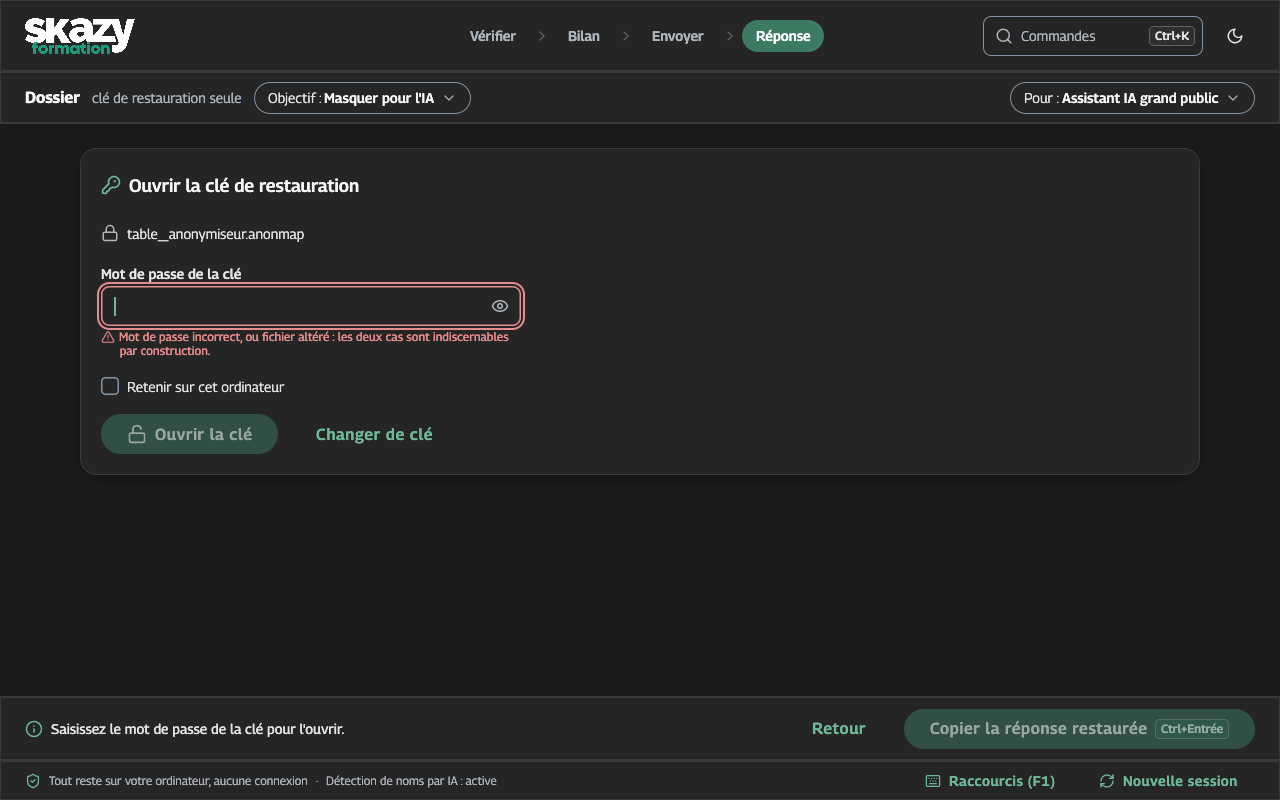 skazy
formation
Vérifier
Bilan
Envoyer
Réponse
Commandes
Ctrl+K
Dossier
clé de restauration seule
Objectif : Masquer pour l'IA
Pour : Assistant IA grand public
Ouvrir la clé de restauration
table_anonymiseur.anonmap
Mot de passe de la clé
Mot de passe incorrect, ou fichier altéré : les deux cas sont indiscernables
par construction.
Retenir sur cet ordinateur
Ouvrir la clé
Changer de clé
Saisissez le mot de passe de la clé pour l'ouvrir.
Retour
Copier la réponse restaurée
Ctrl+Entrée
Tout reste sur votre ordinateur, aucune connexion · Détection de noms par IA : active
Raccourcis (F1)
Nouvelle session